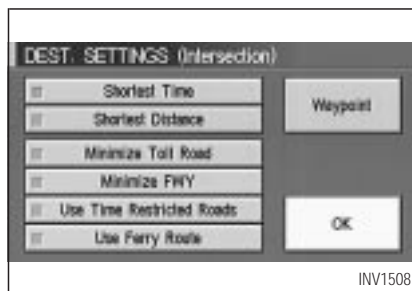 DEST. SETTINGS (Intersection)
Shortest Time
Shortest Distance
Waypoint
Minimize Toll Road
Minimize FWY
Use Time Restricted Roads
OK
Use Ferry Route
INV1508